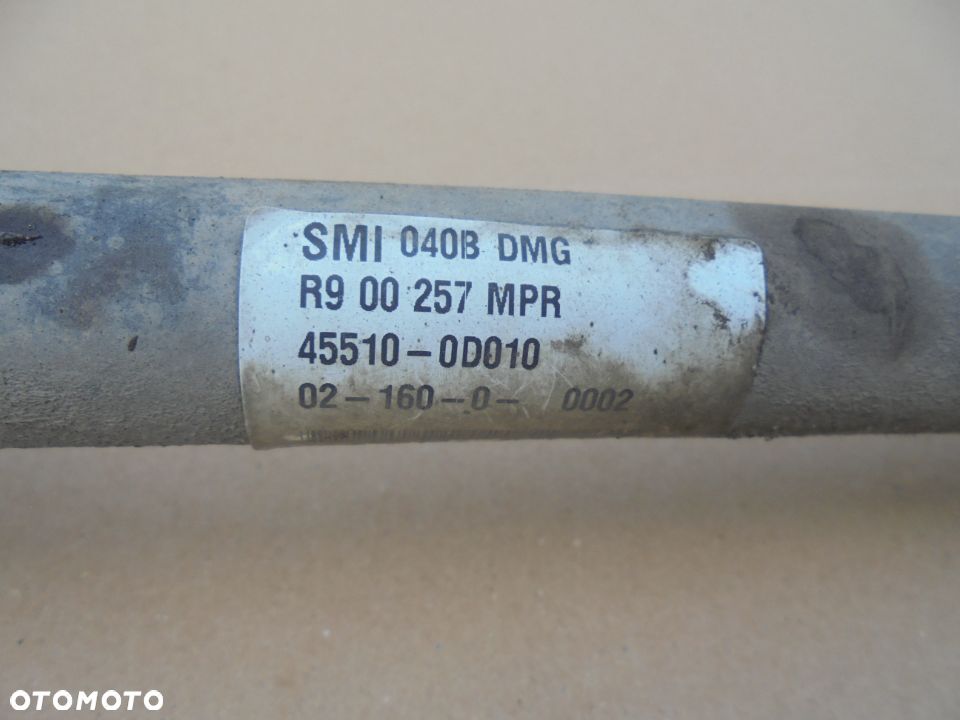 SMI 040B DMG
R9 00 257 MPR
45510-0D010
02-160-0- 0002
OTOMOTO